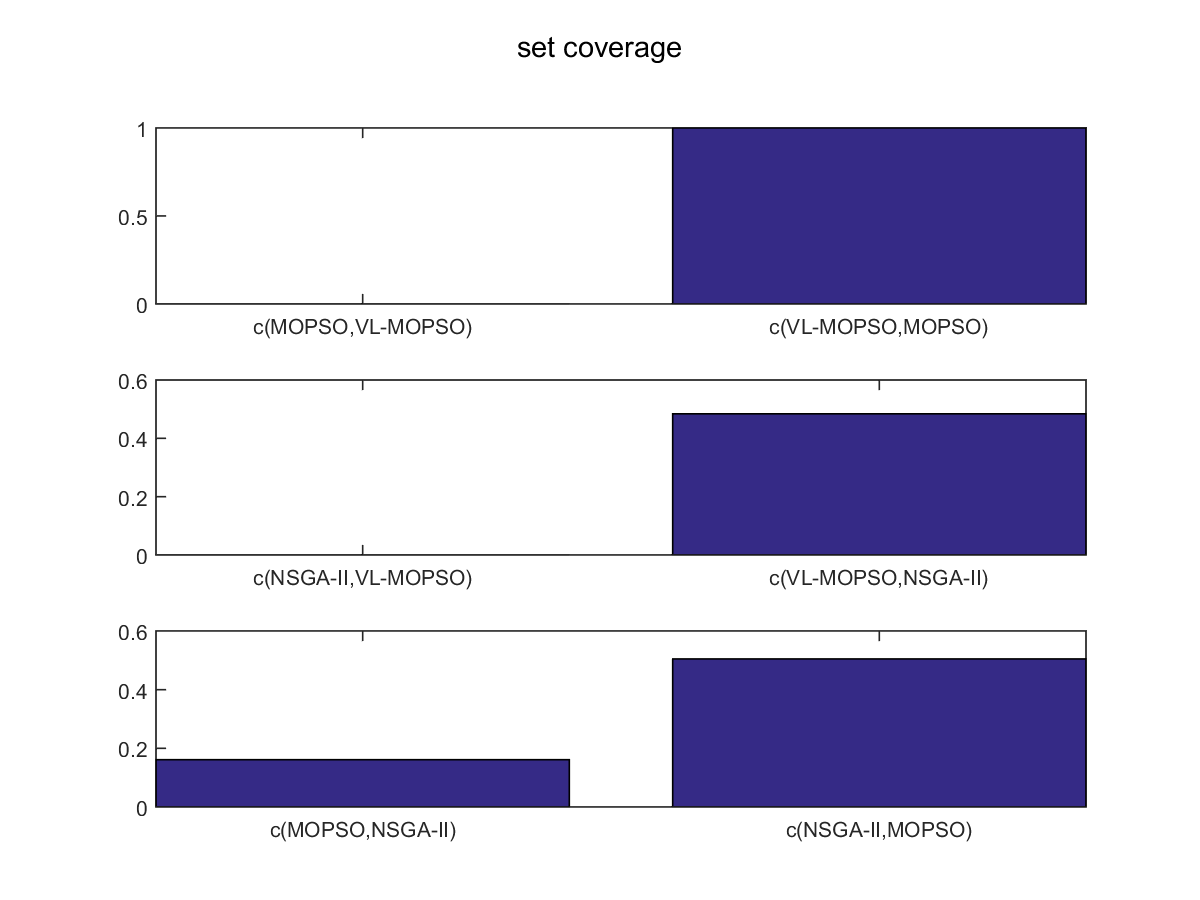 set coverage
1
0.5
0
c(MOPSO,VL-MOPSO) c(VL-MOPSO,MOPSO)
0.6
0.4
0.2
0
c(NSGA-II,VL-MOPSO) c(VL-MOPSO,NSGA-II)
0.6
0.4
0.2
0
c(MOPSO,NSGA-II) c(NSGA-II,MOPSO)